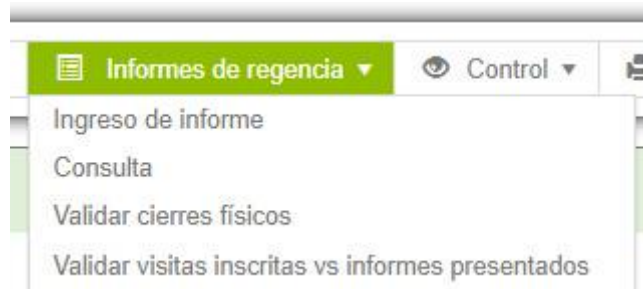 Informes de regencia Control
Ingreso de informe
Consulta
Validar cierres físicos
Validar visitas inscritas vs informes presentados